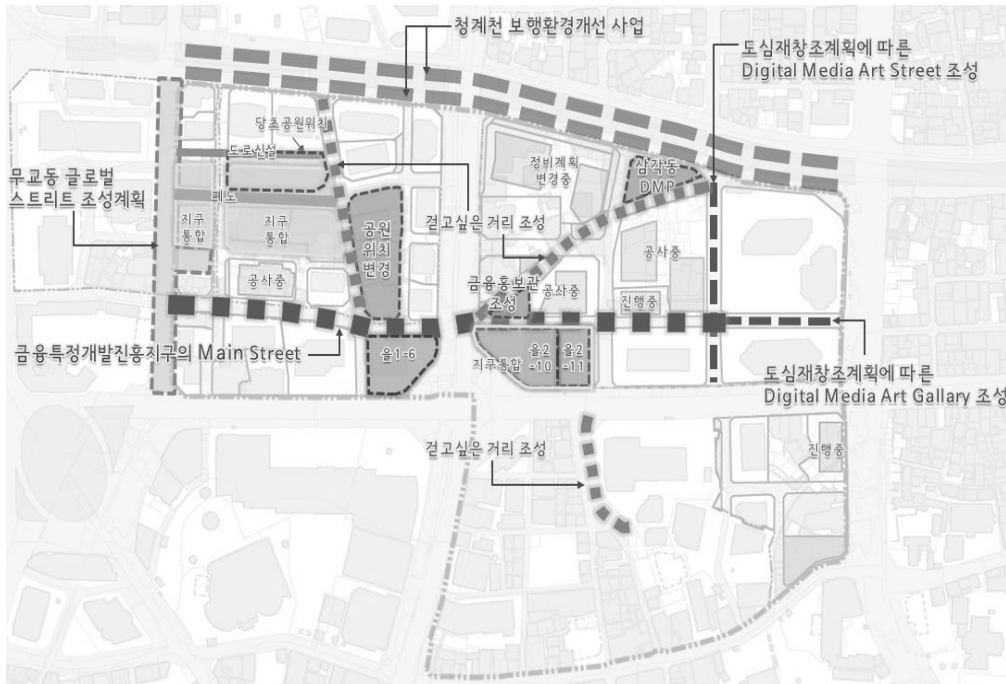 청계천 보행환경개선 사업
도심재창조계획에 따른
Digital Media Art Street 조성
당초공원위치
도로신설
정비계획
변경중
삼각동
DMP
무교동 글로벌
스트리트 조성계획
폐도
지구
통합
지구
통합
공원
위치
변경
걷고싶은 거리 조성
공사중
공사중
금융홍보관
조성
공사중
진행중
금융특정개발진흥지구의 Main Street
을1-6
지구통합
을2
-10
을2
-11
도심재창조계획에 따른
Digital Media Art Gallary 조성
걷고싶은 거리 조성
진행중